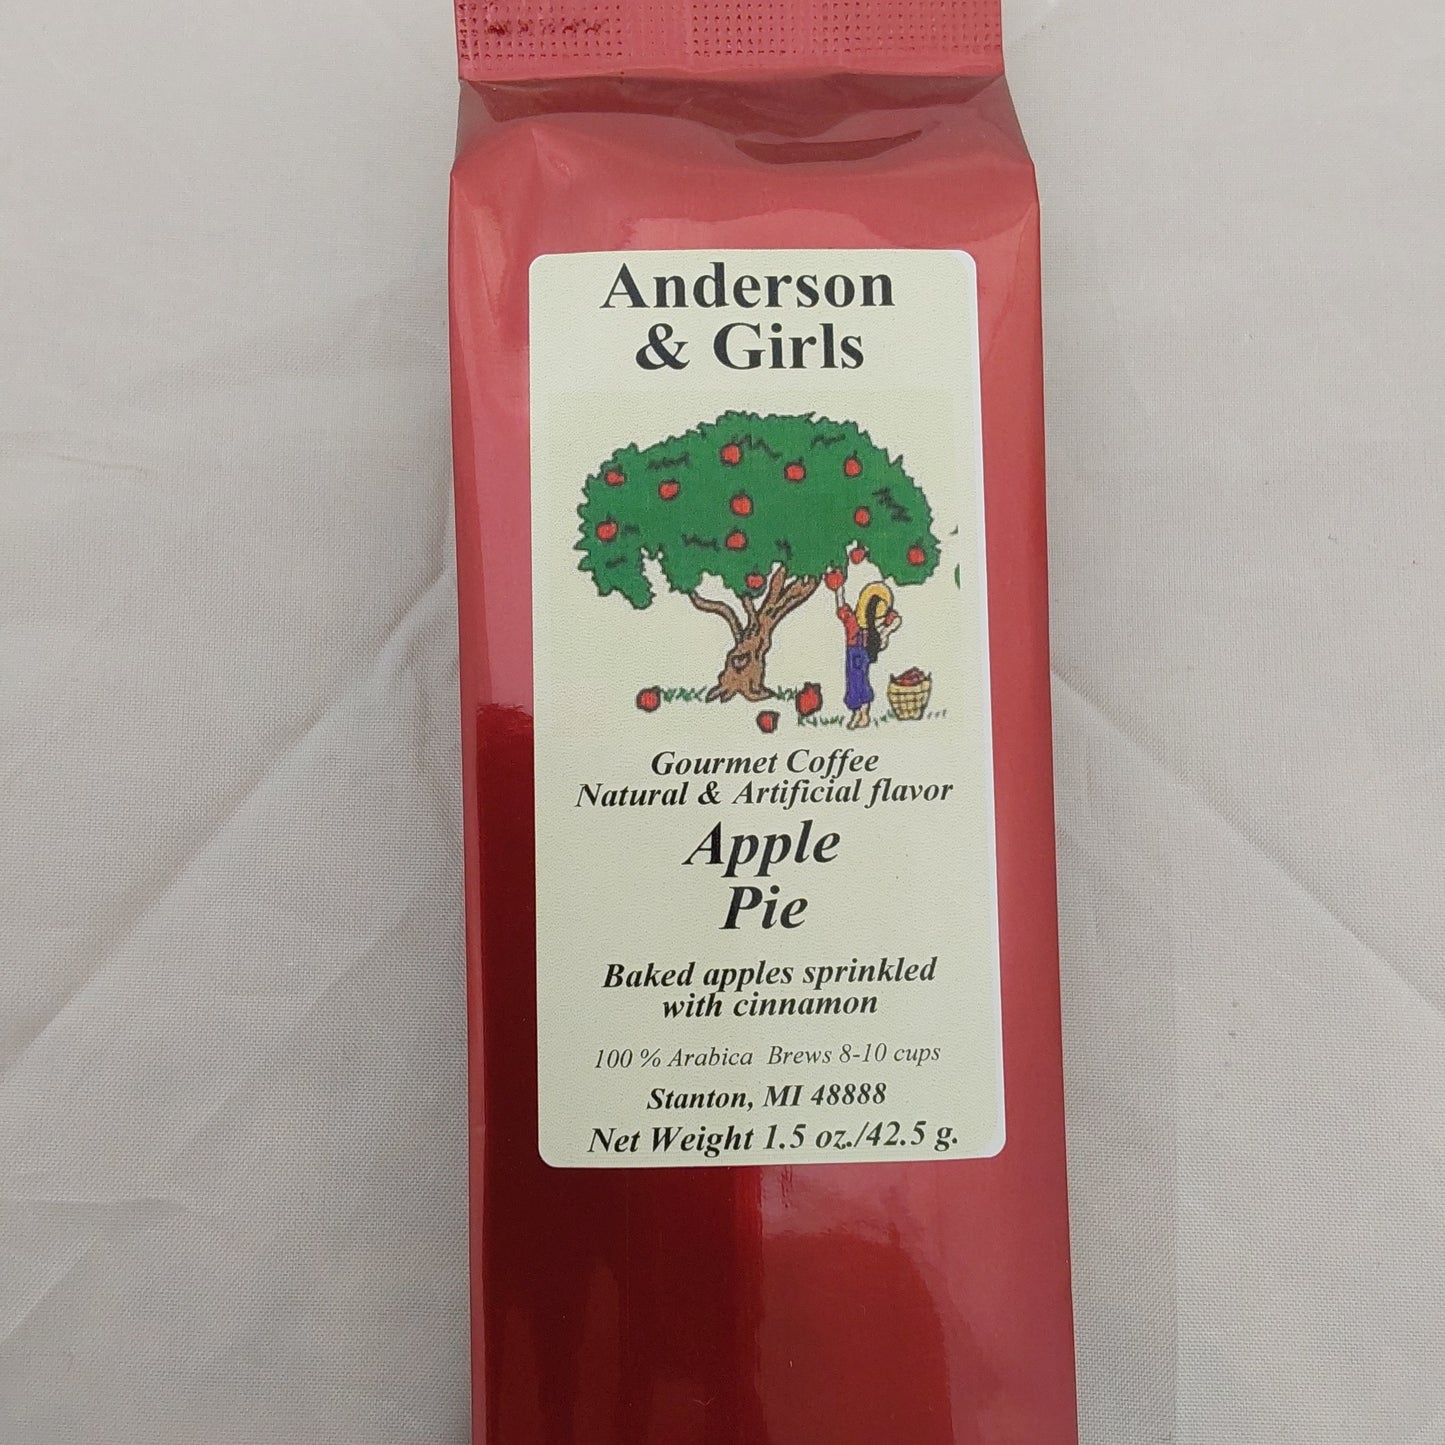 Anderson
& Girls
Gourmet Coffee
Natural & Artificial flavor
Apple
Pie
Baked apples sprinkled
with cinnamon
100 % Arabica  Brews 8-10 cups
Stanton, MI 48888
Net Weight 1.5 oz./42.5 g.